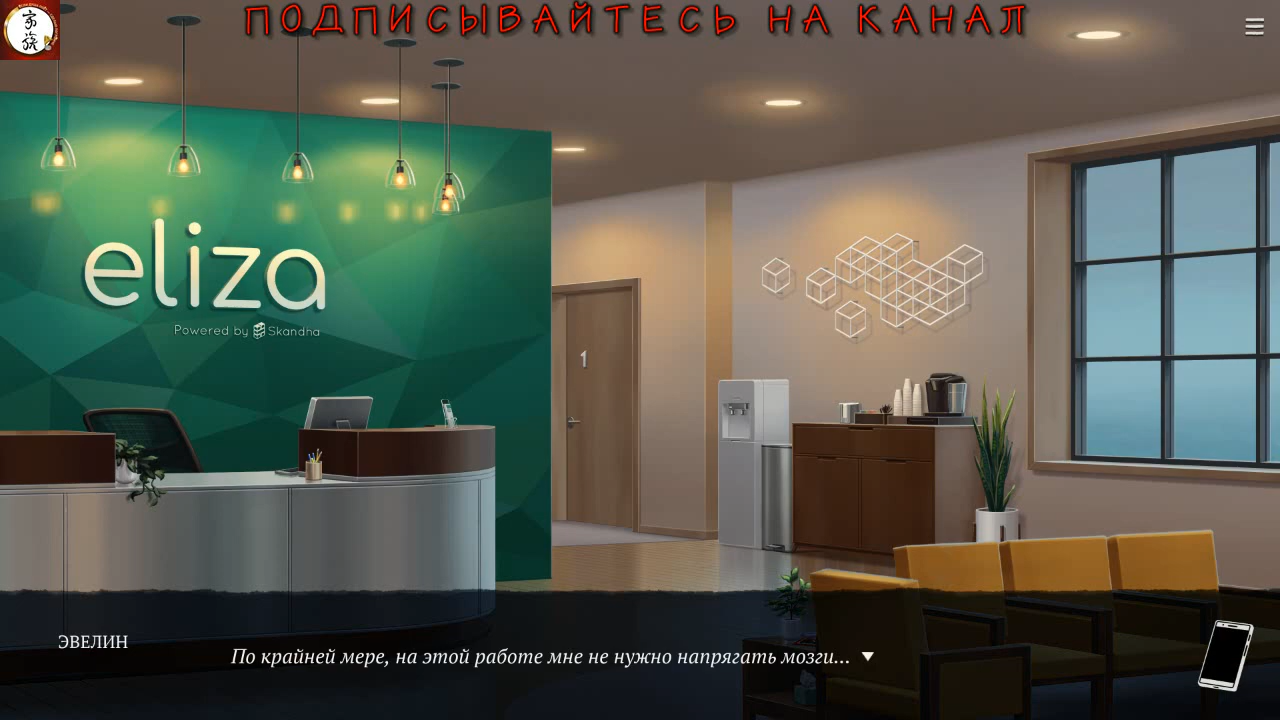 ПОДПИСЫВАЙТЕСЬ НА КАНАЛ
eliza
Powered by Skandha
1
ЭВЕЛИН
По крайней мере, на этой работе мне не нужно напрягать мозги...